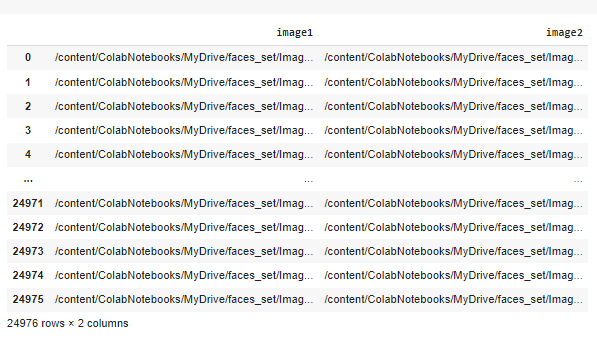 image1 image2
0 /content/ColabNotebooks/MyDrive/faces_set/Imag... /content/ColabNotebooks/MyDrive/faces_set/Imag...
1 /content/ColabNotebooks/MyDrive/faces_set/Imag... /content/ColabNotebooks/MyDrive/faces_set/Imag...
2 /content/ColabNotebooks/MyDrive/faces_set/Imag... /content/ColabNotebooks/MyDrive/faces_set/Imag...
3 /content/ColabNotebooks/MyDrive/faces_set/Imag... /content/ColabNotebooks/MyDrive/faces_set/Imag...
4 /content/ColabNotebooks/MyDrive/faces_set/Imag... /content/ColabNotebooks/MyDrive/faces_set/Imag...
... ... ...
24971 /content/ColabNotebooks/MyDrive/faces_set/Imag... /content/ColabNotebooks/MyDrive/faces_set/Imag...
24972 /content/ColabNotebooks/MyDrive/faces_set/Imag... /content/ColabNotebooks/MyDrive/faces_set/Imag...
24973 /content/ColabNotebooks/MyDrive/faces_set/Imag... /content/ColabNotebooks/MyDrive/faces_set/Imag...
24974 /content/ColabNotebooks/MyDrive/faces_set/Imag... /content/ColabNotebooks/MyDrive/faces_set/Imag...
24975 /content/ColabNotebooks/MyDrive/faces_set/Imag... /content/ColabNotebooks/MyDrive/faces_set/Imag...
24976 rows × 2 columns